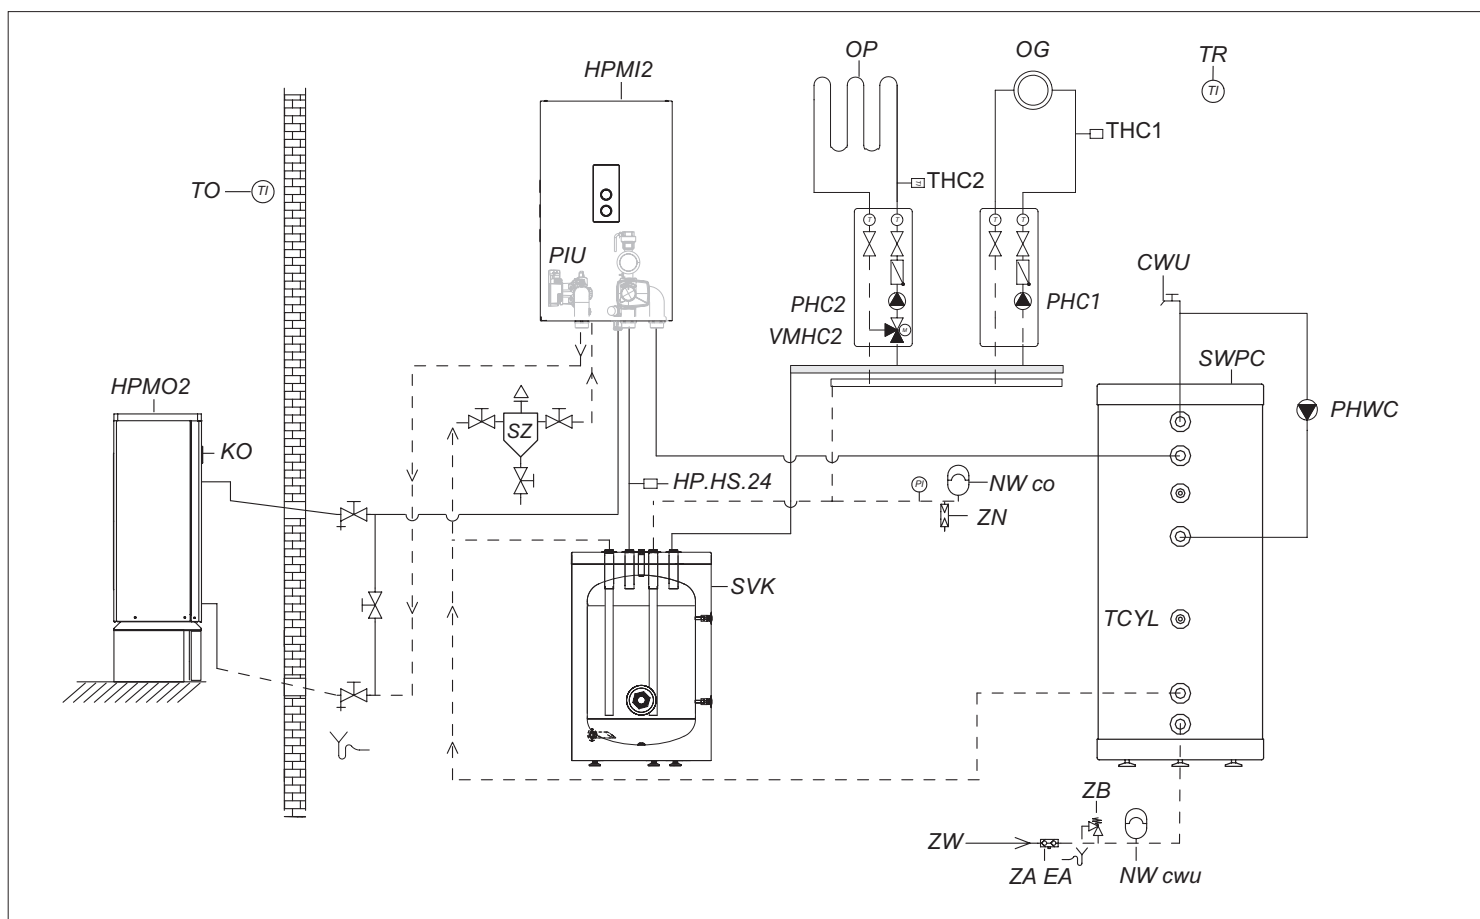 OP
OG
TR
HPMI2
TI
THC1
TO
TI
THC2
T
T
T
T
PIU
CWU
PHC2
PHC1
VMHC2
M
SWPC
HPMO2
PHWC
SZ
KO
HP.HS.24
PI
NW co
ZN
SVK
TCYL
ZB
ZW
ZA EA
NW cwu